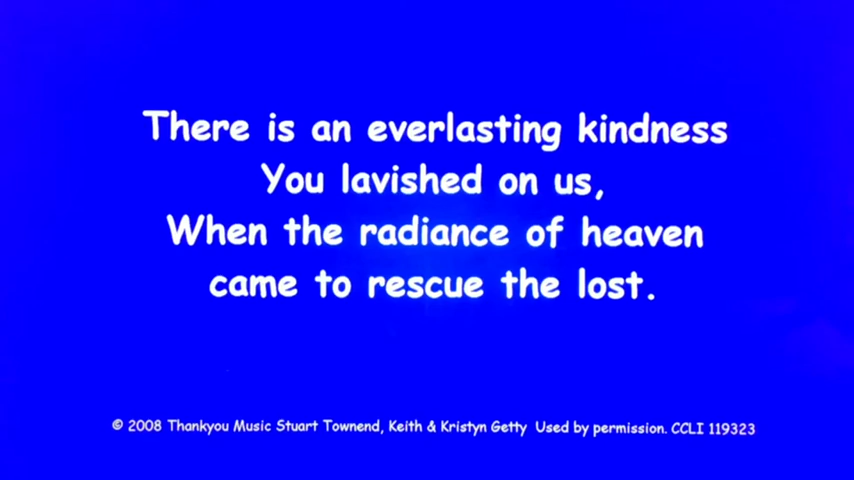 There is an everlasting kindness
You lavished on us,
When the radiance of heaven
came to rescue the lost.
© 2008 Thankyou Music Stuart Townend, Keith & Kristyn Getty Used by permission. CCLI 119323